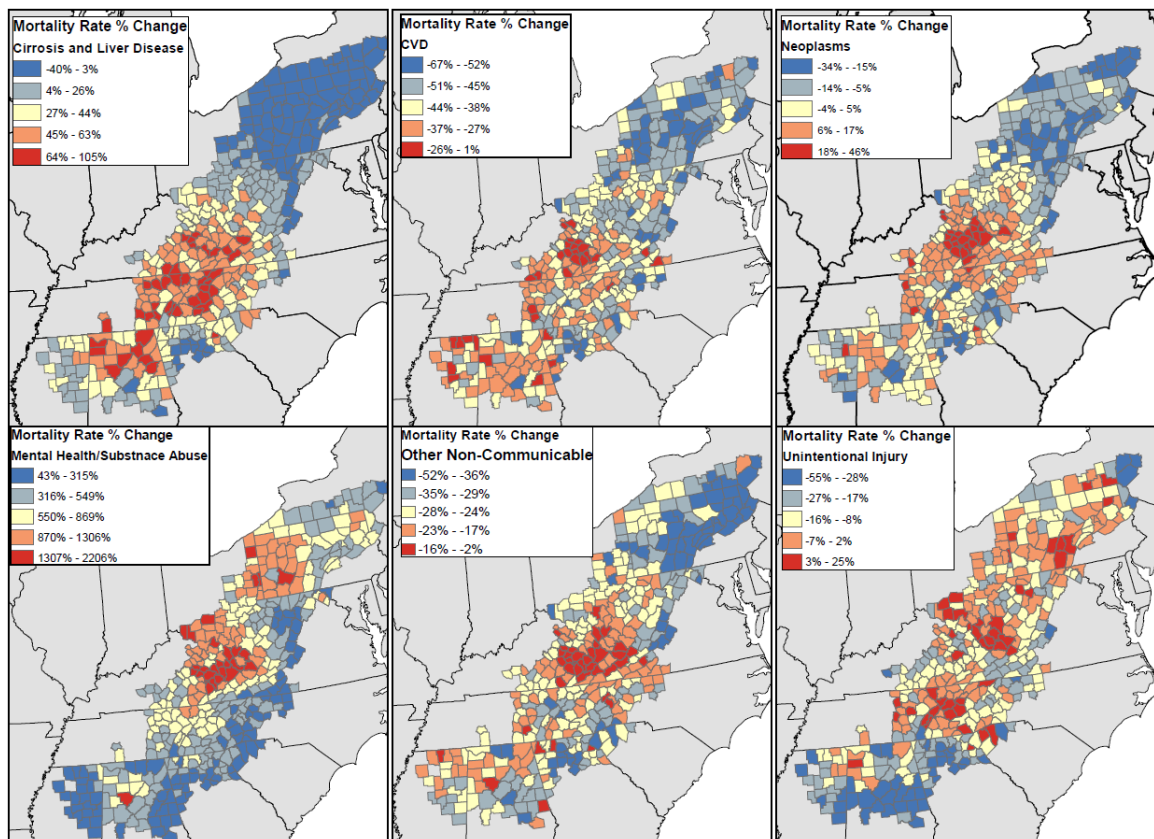 Mortality Rate % Change
Cirrosis and Liver Disease
-40% - 3%
4% - 26%
27% - 44%
45% - 63%
64% - 105%
Mortality Rate % Change
CVD
-67% - -52%
-51% - -45%
-44% - -38%
-37% - -27%
-26% - 1%
Mortality Rate % Change
Neoplasms
-34% - -15%
-14% - -5%
-4% - 5%
6% - 17%
18% - 46%
Mortality Rate % Change
Mental Health/Substnace Abuse
43% - 315%
316% - 549%
550% - 869%
870% - 1306%
1307% - 2206%
Mortality Rate % Change
Other Non-Communicable
-52% - -36%
-35% - -29%
-28% - -24%
-23% - -17%
-16% - -2%
Mortality Rate % Change
Unintentional Injury
-55% - -28%
-27% - -17%
-16% - -8%
-7% - 2%
3% - 25%